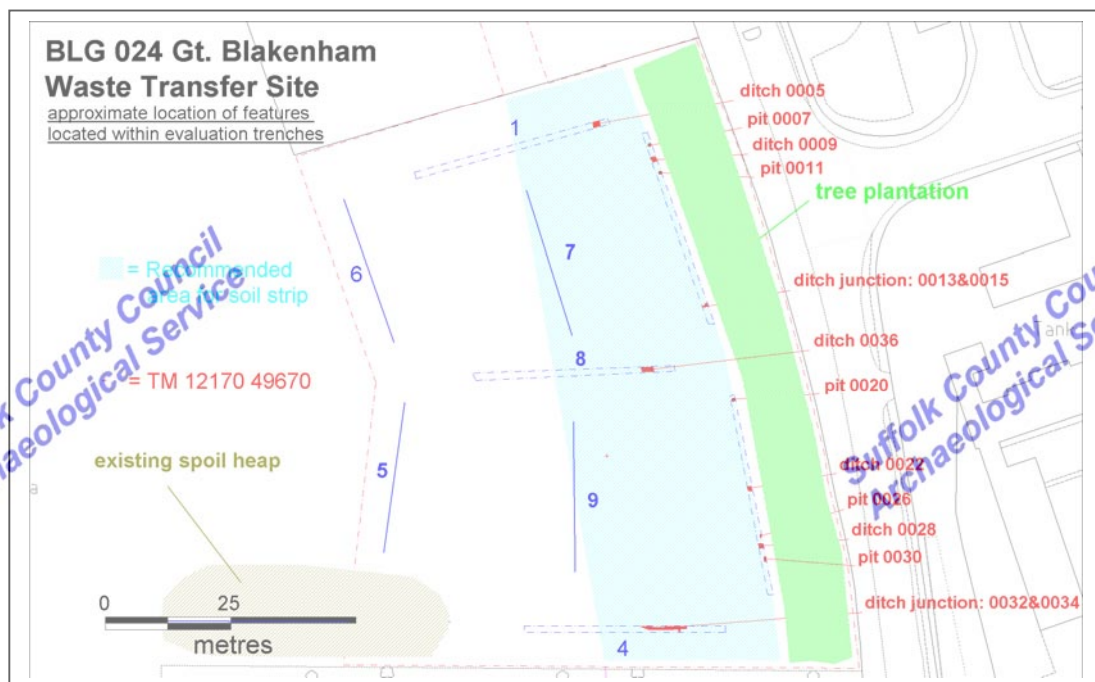 BLG 024 Gt. Blakenham
Waste Transfer Site
approximate location of features
located within evaluation trenches
ditch 0005
pit 0007
ditch 0009
pit 0011
tree plantation
1
7
6
= Recommended
area for soil strip
ditch junction: 0013&0015
Tank
ditch 0036
8
= TM 12170 49670
pit 0020
existing spoil heap
5
9
ditch 0022
pit 0026
ditch 0028
pit 0030
ditch junction: 0032&0034
0 25
metres
4
Suffolk County Council
Archaeological Service
Suffolk County Cou
Archaeological Se